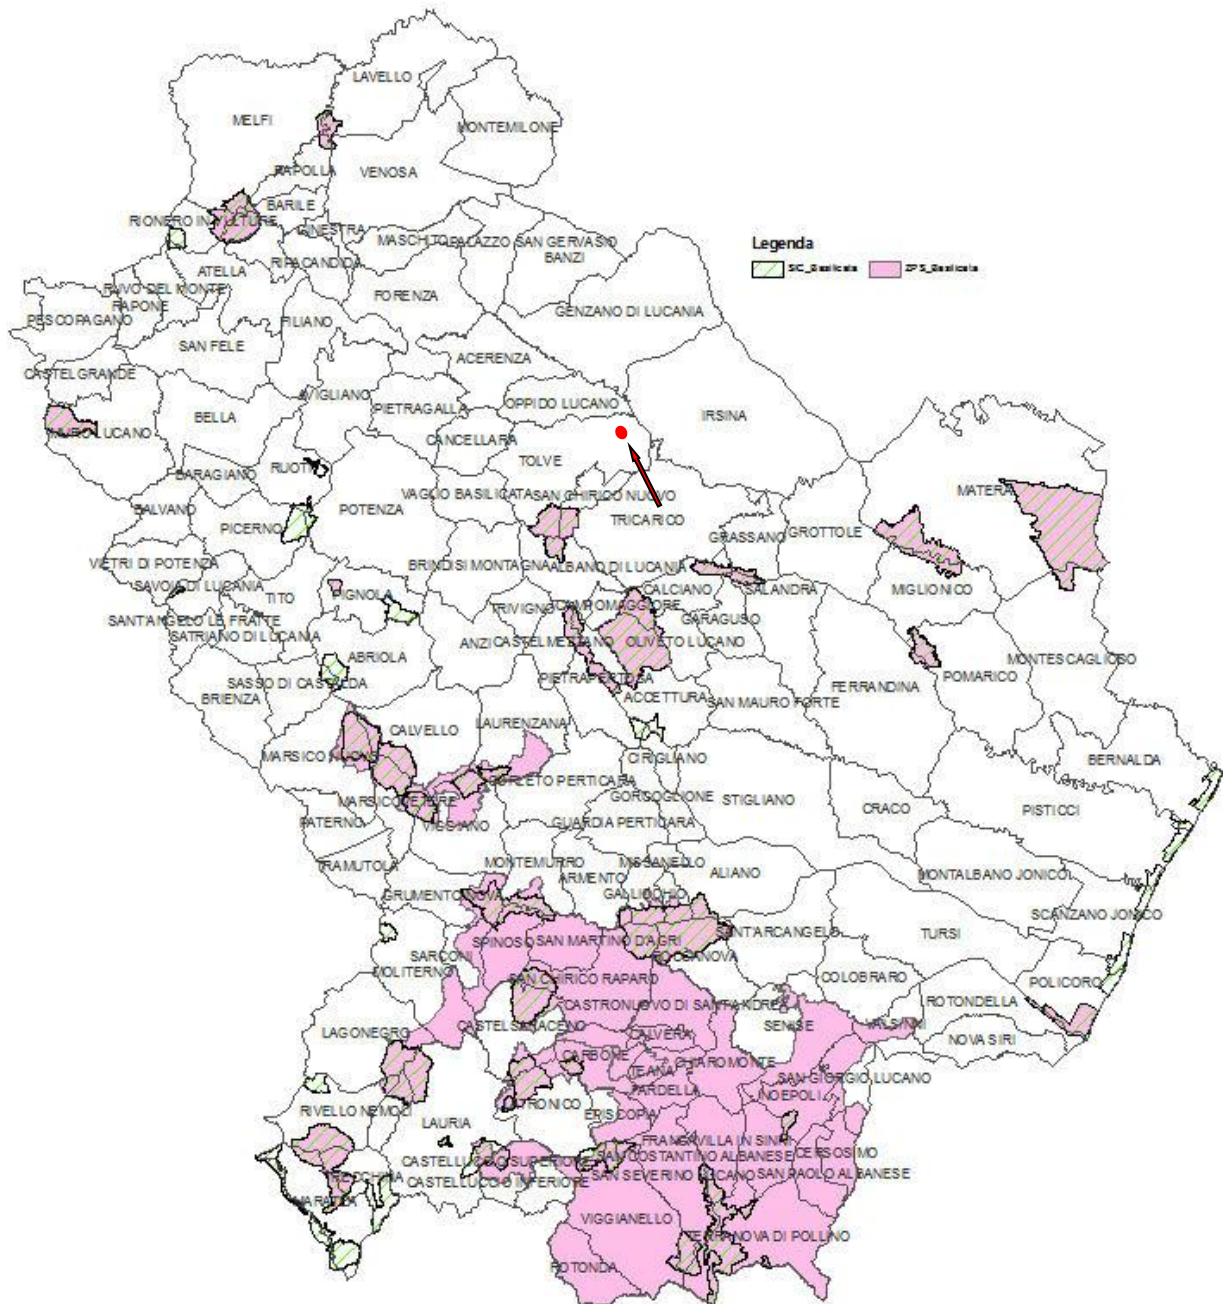 LAVELLO
MELFI
MONTEMILONE
RAPOLLA
VENOSA
BARILE
RIONERO IN VULTURE
GINESTRA
MASCHITO
PALAZZO SAN GERVASIO
BANZI
Legenda
SIC_Basilicata
ZPS_Basilicata
ATELLA
RIPACANDIDA
RUVO DEL MONTE
RAPONE
FORENZA
GENZANO DI LUCANIA
PESCOPAGANO
FILIANO
SAN FELE
ACERENZA
CASTELGRANDE
AVIGLIANO
PIETRAGALLA
OPPIDO LUCANO
IRSINA
BELLA
MURO LUCANO
CANCELLARA
TOLVE
BARAGIANO
RUOTI
VAGLIO BASILICATA
SAN CHIRICO NUOVO
MATERA
BALVANO
PICERNO
POTENZA
TRICARICO
GRASSANO
GROTTOLE
VIETRI DI POTENZA
BRINDISI MONTAGNA
ALBANO DI LUCANIA
SAVOIA DI LUCANIA
TITO
PIGNOLA
CALCIANO
SALANDRA
MIGLIONICO
TRIVIGNO
CAMPOMAGGIORE
GARAGUSO
SANT'ANGELO LE FRATTE
SATRIANO DI LUCANIA
ANZI
CASTELMEZZANO
OLIVETO LUCANO
ABRIOLA
MONTESCAGLIOSO
SASSO DI CASTALDA
PIETRAPERTOSA
POMARICO
BRIENZA
ACCETTURA
SAN MAURO FORTE
FERRANDINA
CALVELLO
LAURENZANA
MARSICO NUOVO
CIRIGLIANO
BERNALDA
CORLETO PERTICARA
MARSICOVETERE
GORGOGLIONE
STIGLIANO
CRACO
PISTICCI
PATERNO
VIGGIANO
GUARDIA PERTICARA
TRAMUTOLA
MONTEMURRO
MISSANELLO
ARMENTO
ALIANO
MONTALBANO JONICO
GRUMENTO NOVA
GALLICCHIO
SCANZANO JONICO
SPINOSO
SAN MARTINO D'AGRI
SANT'ARCANGELO
TURSI
SARCONI
ROCCANOVA
MOLITERNO
SAN CHIRICO RAPARO
COLOBRARO
POLICORO
CASTRONUOVO DI SANT'ANDREA
ROTONDELLA
LAGONEGRO
CASTELSARACENO
CALVERA
SENISE
VALSINNI
NOVA SIRI
CARBONE
CHIAROMONTE
TEANA
SAN GIORGIO LUCANO
FARDELLA
NOEPOLI
RIVELLO
NEMOLI
LATRONICO
EPISCOPIA
LAURIA
FRANCAVILLA IN SINNI
CASTELLUCCIO SUPERIORE
SAN COSTANTINO ALBANESE
CERSOSIMO
TRECCHINA
CASTELLUCCIO INFERIORE
SAN SEVERINO LUCANO
SAN PAOLO ALBANESE
MARATEA
VIGGIANELLO
TERRANOVA DI POLLINO
ROTONDA